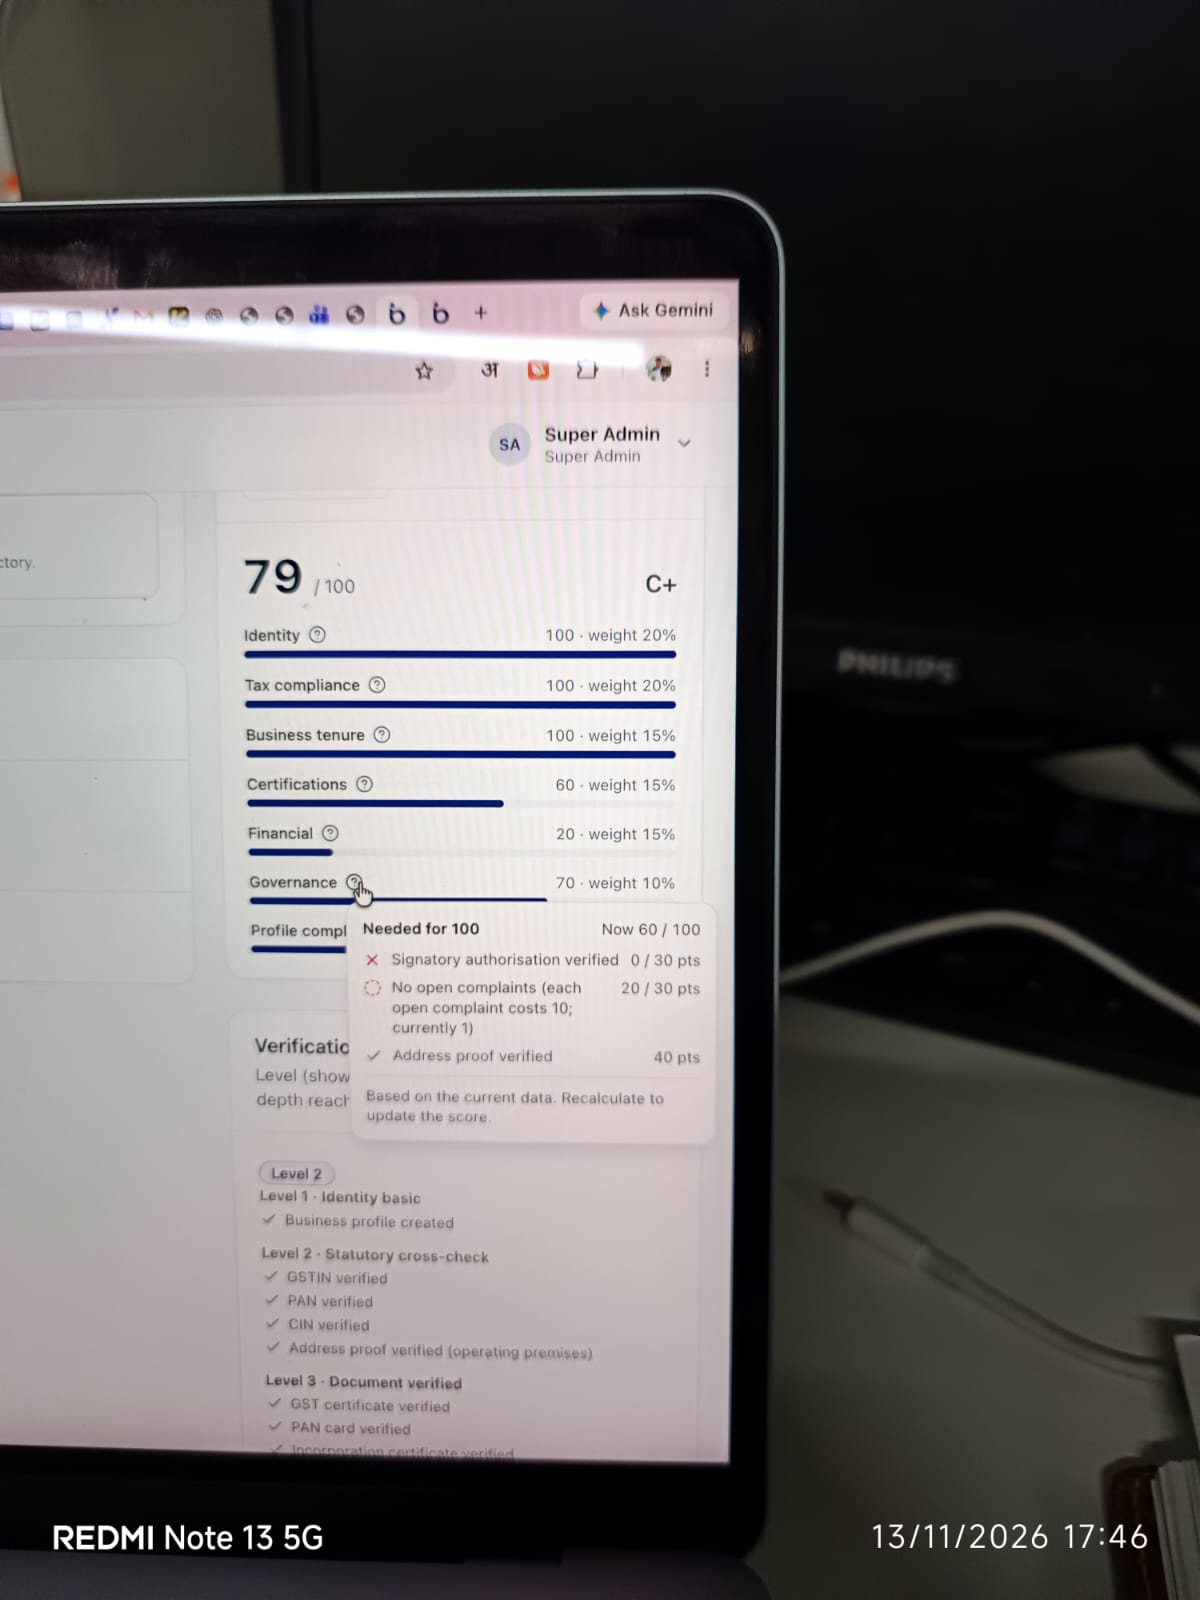 Ask Gemini
अ
SA
Super Admin
Super Admin
ctory.
79 / 100
C+
Identity ? 100 · weight 20%
Tax compliance ? 100 · weight 20%
Business tenure ? 100 · weight 15%
Certifications ? 60 · weight 15%
Financial ? 20 · weight 15%
Governance ? 70 · weight 10%
Profile compl
Needed for 100 Now 60 / 100
Signatory authorisation verified 0 / 30 pts
No open complaints (each 20 / 30 pts
open complaint costs 10;
currently 1)
Address proof verified 40 pts
Based on the current data. Recalculate to
update the score.
Verificatio
Level (show
depth reach
Level 2
Level 1 · Identity basic
Business profile created
Level 2 · Statutory cross-check
GSTIN verified
PAN verified
CIN verified
Address proof verified (operating premises)
Level 3 · Document verified
GST certificate verified
PAN card verified
Incorporation certificate verified
PHILIPS
REDMI Note 13 5G
13/11/2026 17:46